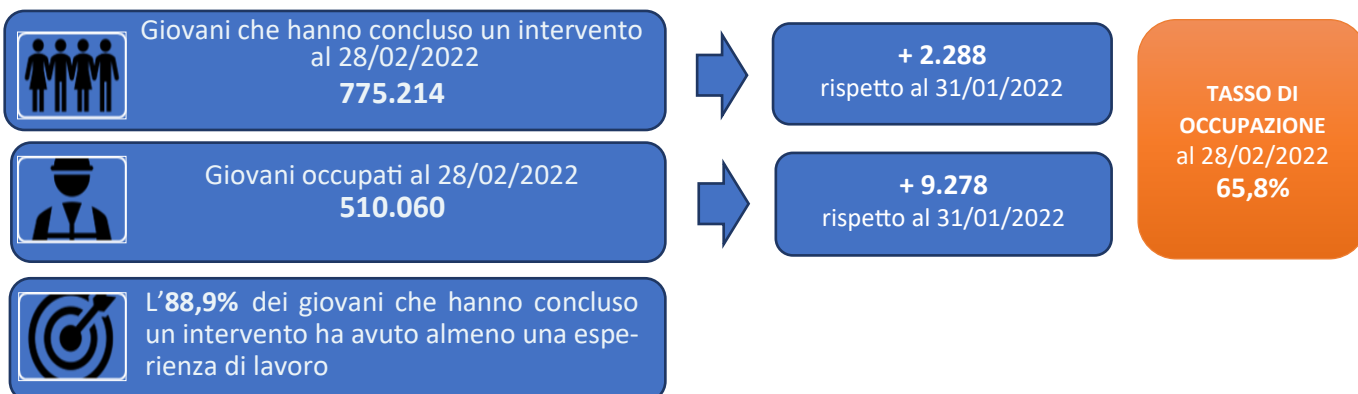 Giovani che hanno concluso un intervento
al 28/02/2022
775.214
+ 2.288
rispetto al 31/01/2022
TASSO DI
OCCUPAZIONE
al 28/02/2022
65,8%
Giovani occupati al 28/02/2022
510.060
+ 9.278
rispetto al 31/01/2022
L'88,9% dei giovani che hanno concluso
un intervento ha avuto almeno una espe-
rienza di lavoro